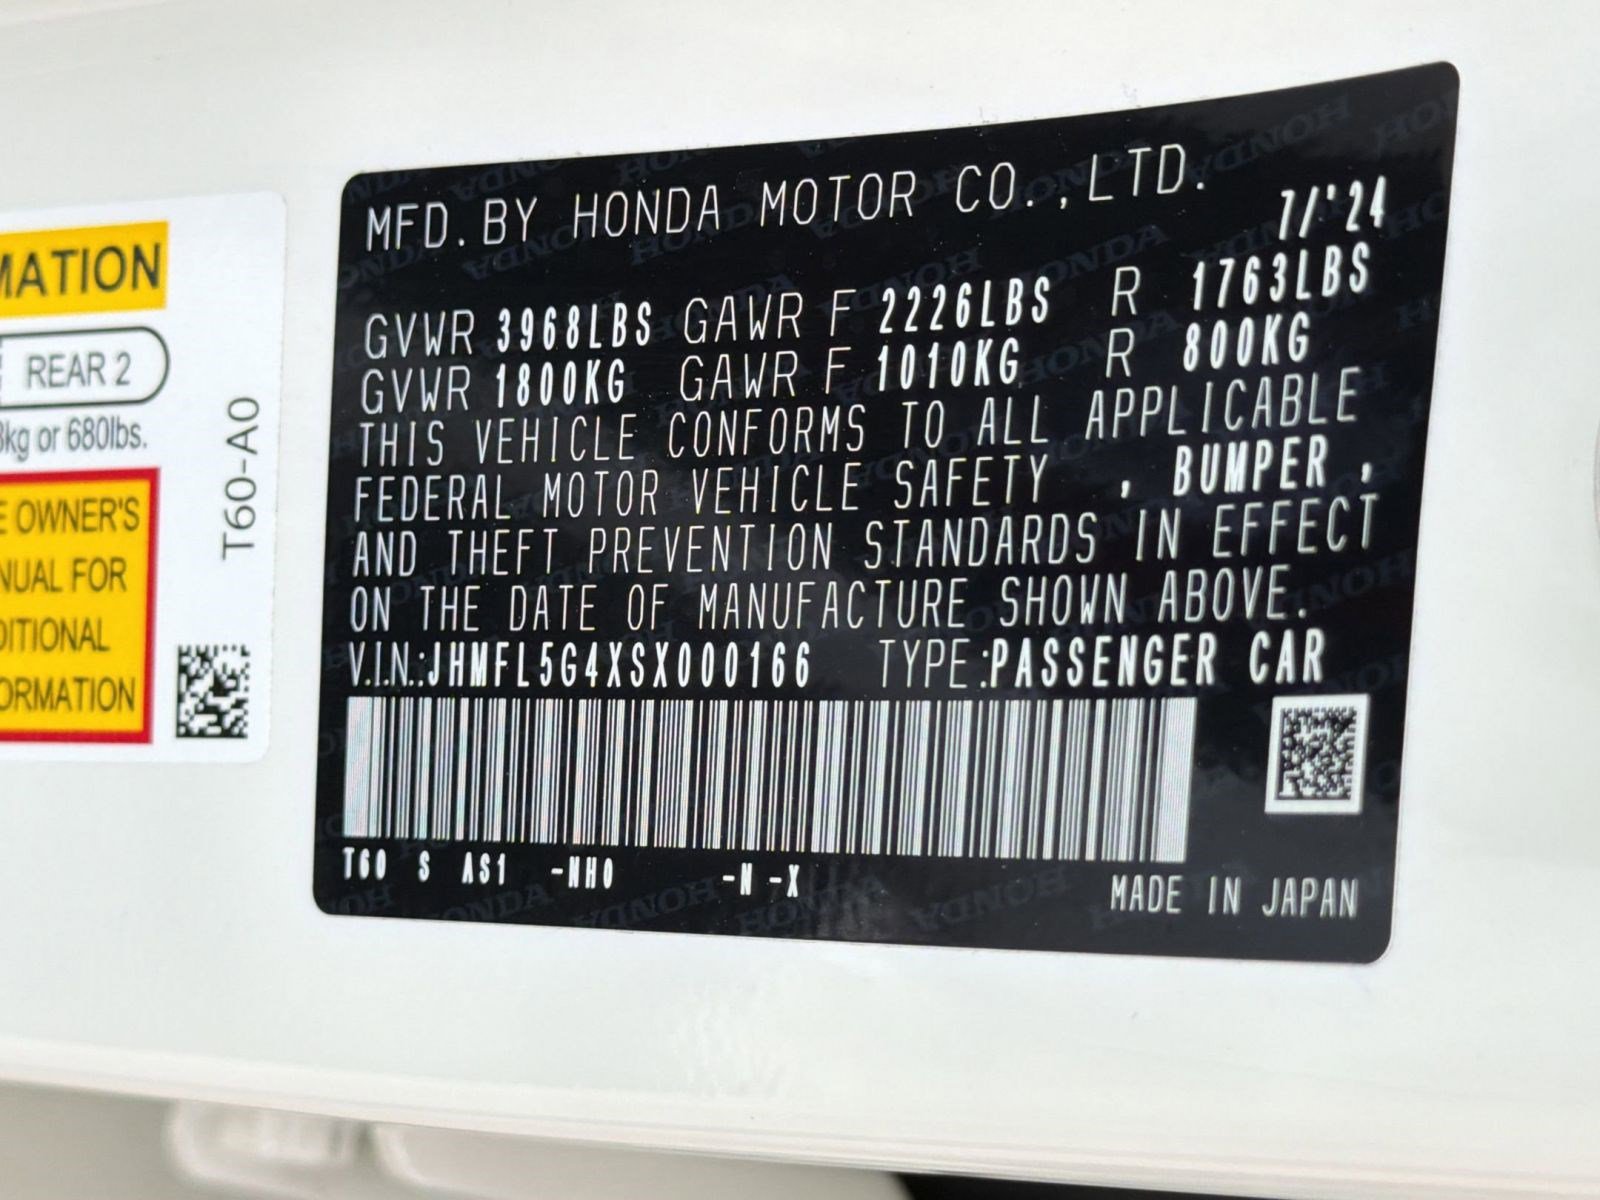 MATION
REAR 2
kg or 680lbs.
E OWNER'S
NUAL FOR
DITIONAL
ORMATION
T60-A0
MFD. BY HONDA MOTOR CO., LTD.
7/'24
GVWR 3968LBS GAWR F 2226LBS R 1763LBS
GVWR 1800KG GAWR F 1010KG R 800KG
THIS VEHICLE CONFORMS TO ALL APPLICABLE
FEDERAL MOTOR VEHICLE SAFETY , BUMPER ,
AND THEFT PREVENTION STANDARDS IN EFFECT
ON THE DATE OF MANUFACTURE SHOWN ABOVE.
V.I.N.:JHMFL5G4XSX000166 TYPE:PASSENGER CAR
T60 S AS1 -NH0 -N -X
MADE IN JAPAN